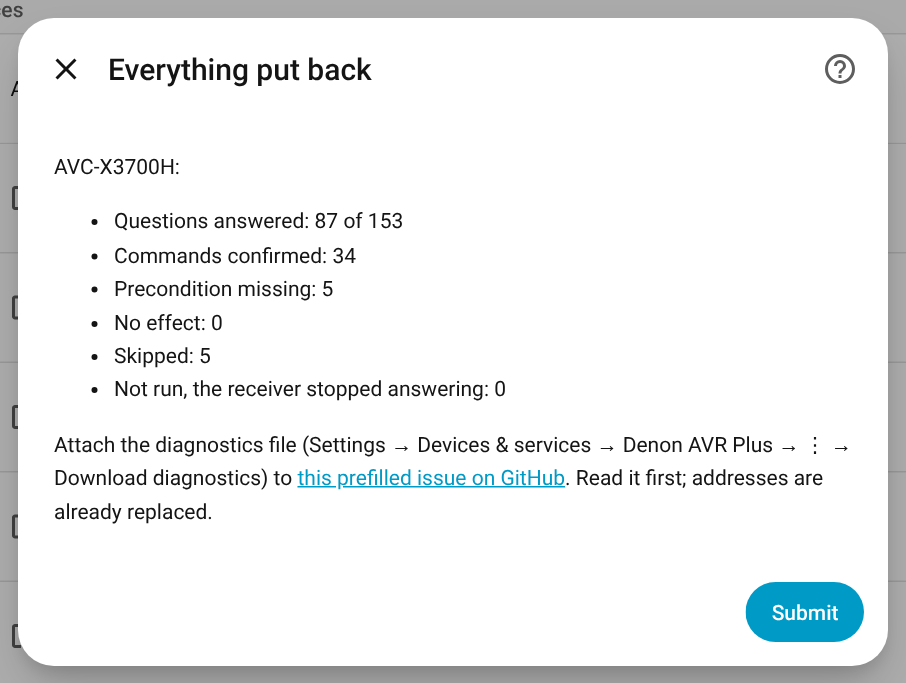 es
Everything put back
AVC-X3700H:
• Questions answered: 87 of 153
• Commands confirmed: 34
• Precondition missing: 5
• No effect: 0
• Skipped: 5
• Not run, the receiver stopped answering: 0
Attach the diagnostics file (Settings → Devices & services → Denon AVR Plus → ⋮ →
Download diagnostics) to this prefilled issue on GitHub. Read it first; addresses are
already replaced.
Submit